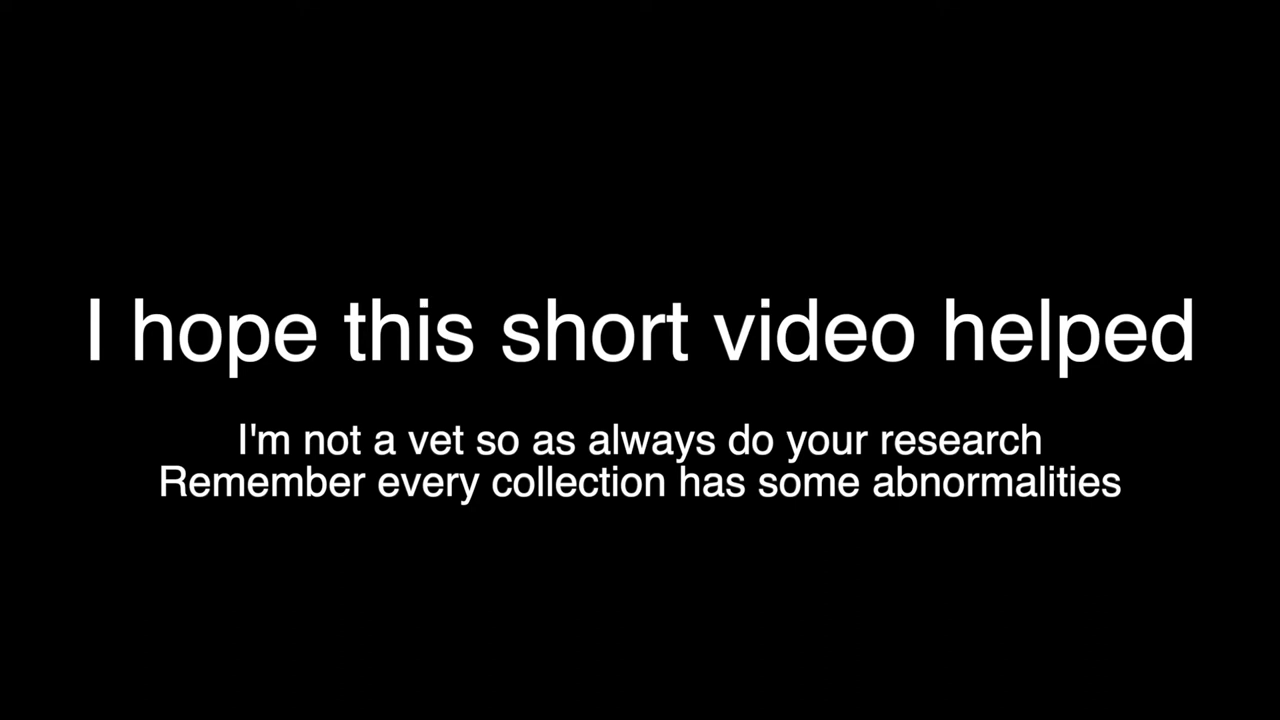 I hope this short video helped
I'm not a vet so as always do your research
Remember every collection has some abnormalities